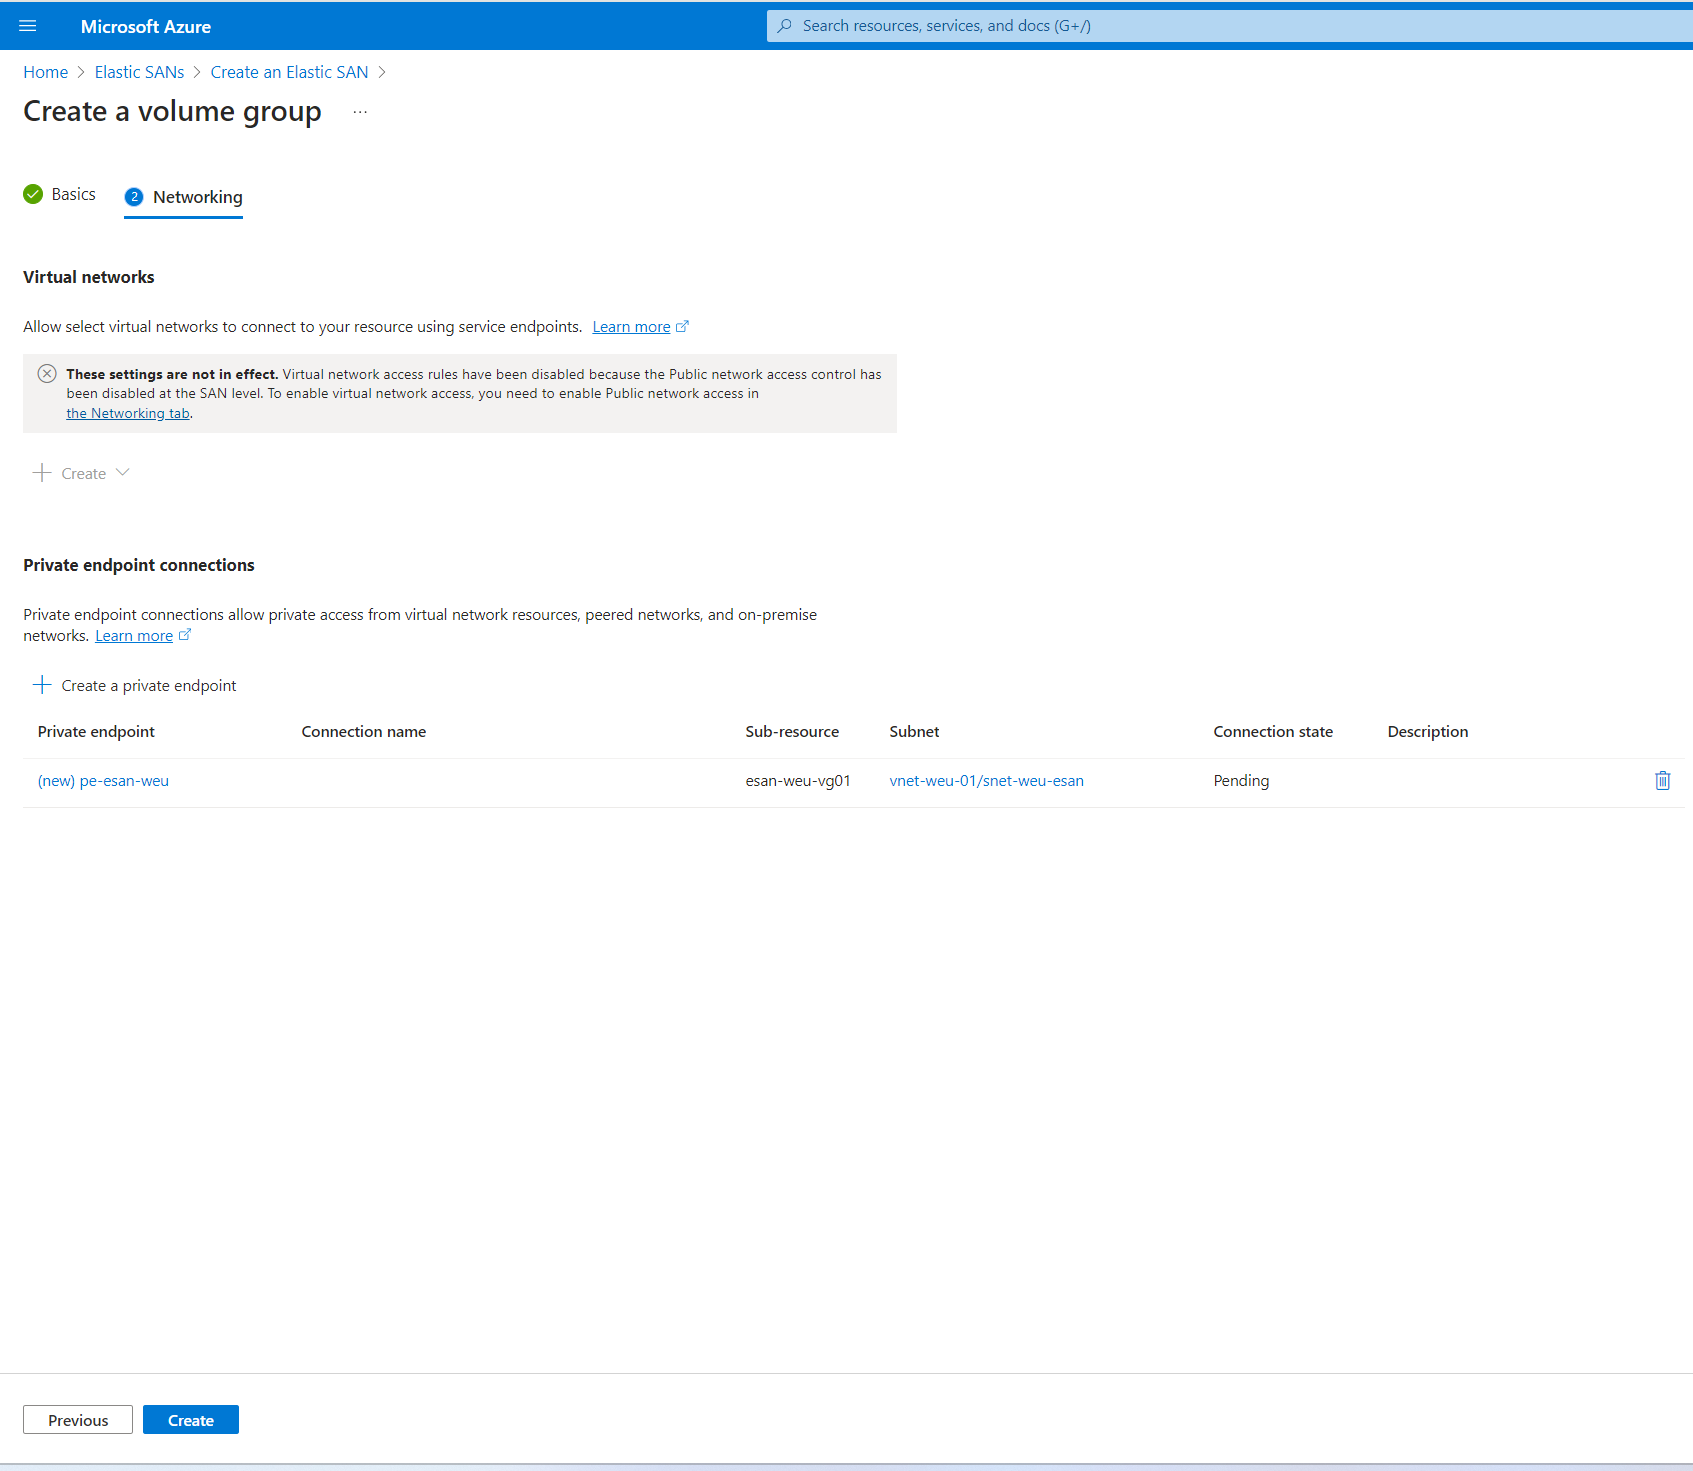 Microsoft Azure
Search resources, services, and docs (G+/)
Home > Elastic SANs > Create an Elastic SAN >
Create a volume group ...
Basics
2 Networking
Virtual networks
Allow select virtual networks to connect to your resource using service endpoints. Learn more
These settings are not in effect. Virtual network access rules have been disabled because the Public network access control has
been disabled at the SAN level. To enable virtual network access, you need to enable Public network access in
the Networking tab.
Create
Private endpoint connections
Private endpoint connections allow private access from virtual network resources, peered networks, and on-premise
networks. Learn more
Create a private endpoint
Private endpoint Connection name Sub-resource Subnet Connection state Description
(new) pe-esan-weu esan-weu-vg01 vnet-weu-01/snet-weu-esan Pending
Previous Create